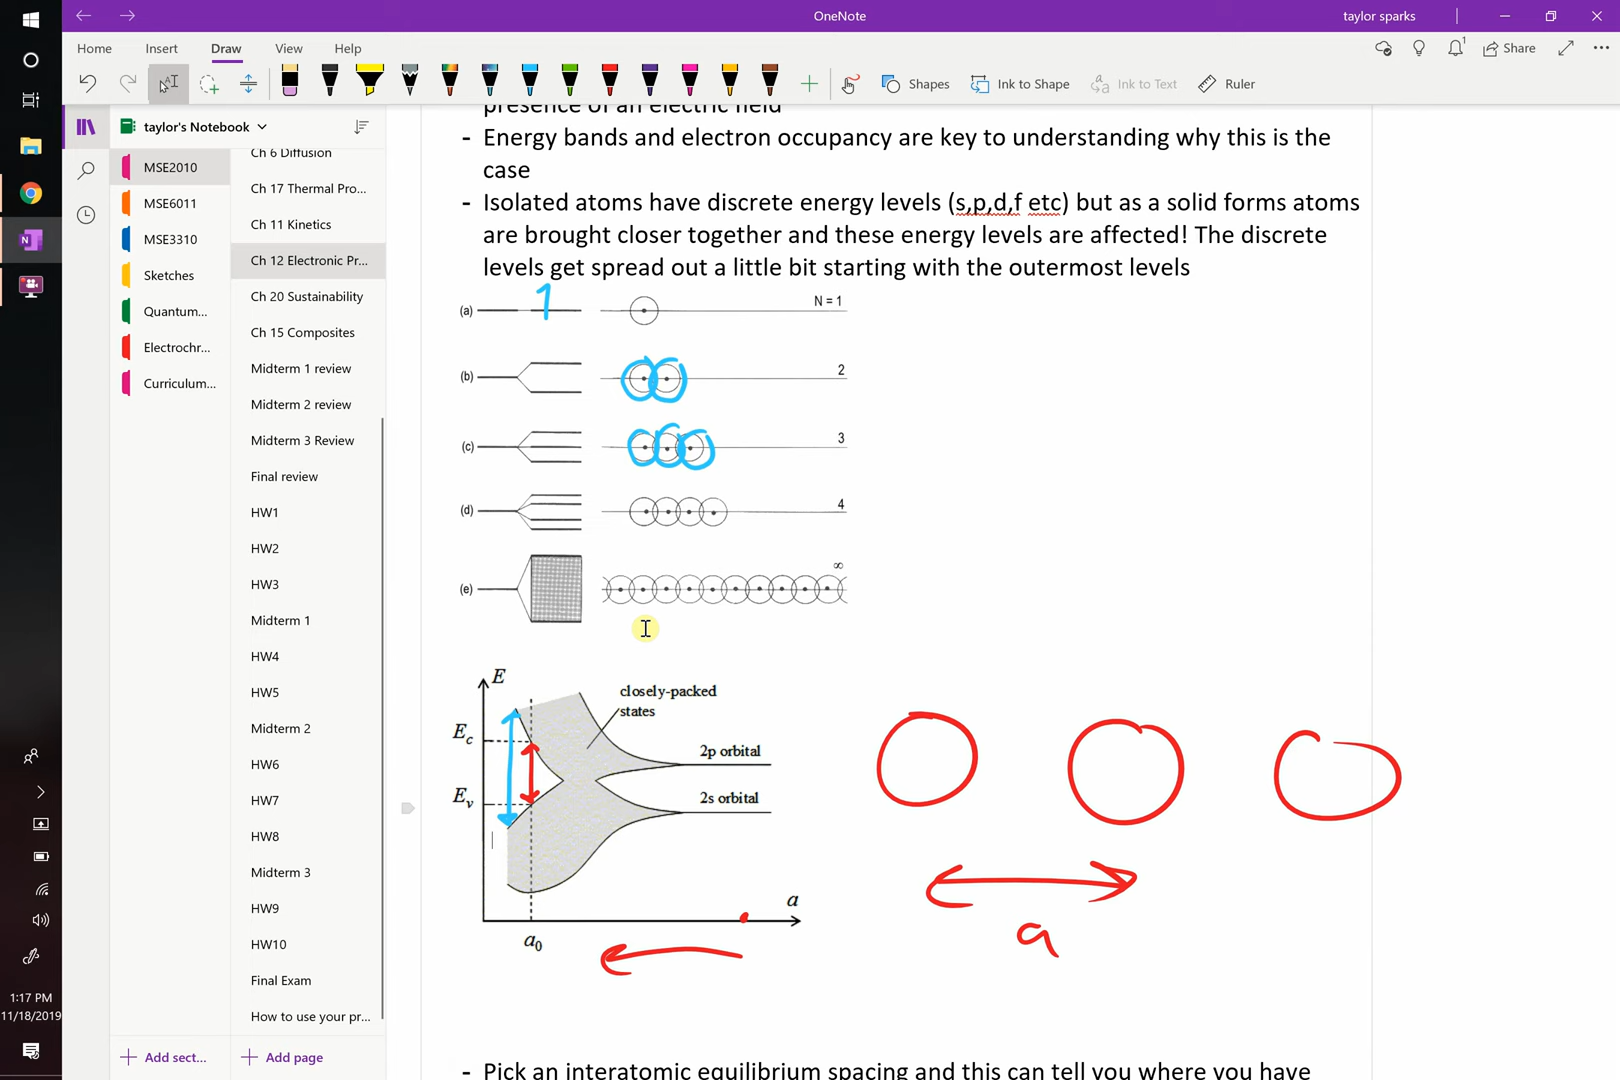 OneNote
taylor sparks
Home Insert Draw View Help
1
Share
Shapes
Ink to Shape
Ink to Text
Ruler
taylor's Notebook
MSE2010
MSE6011
MSE3310
Sketches
Quantum...
Electrochr...
Curriculum...
Add sect...
Ch 6 Diffusion
Ch 17 Thermal Pro...
Ch 11 Kinetics
Ch 12 Electronic Pr...
Ch 20 Sustainability
Ch 15 Composites
Midterm 1 review
Midterm 2 review
Midterm 3 Review
Final review
HW1
HW2
HW3
Midterm 1
HW4
HW5
Midterm 2
HW6
HW7
HW8
Midterm 3
HW9
HW10
Final Exam
How to use your pr...
Add page
presence of an electric field
- Energy bands and electron occupancy are key to understanding why this is the
case
- Isolated atoms have discrete energy levels (s,p,d,f etc) but as a solid forms atoms
are brought closer together and these energy levels are affected! The discrete
levels get spread out a little bit starting with the outermost levels
(a) 1 N = 1
(b) 2
(c) 3
(d) 4
(e) ∞
E
closely-packed
states
Ec
2p orbital
Ev
2s orbital
a
a0
a
- Pick an interatomic equilibrium spacing and this can tell you where you have
1:17 PM
11/18/2019